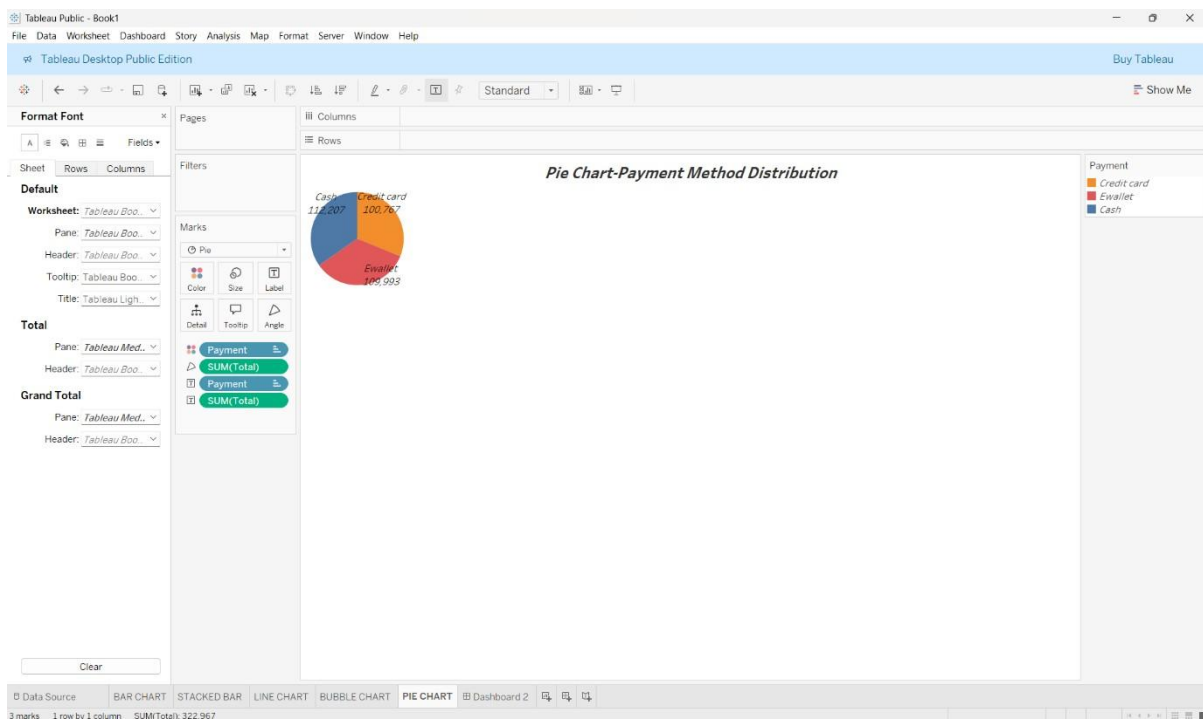 Tableau Public - Book1
File Data Worksheet Dashboard Story Analysis Map Format Server Window Help
Tableau Desktop Public Edition
Buy Tableau
Standard
Show Me
Format Font
Fields
Sheet Rows Columns
Default
Worksheet: Tableau Boo..
Pane: Tableau Boo..
Header: Tableau Boo..
Tooltip: Tableau Boo..
Title: Tableau Ligh..
Total
Pane: Tableau Med..
Header: Tableau Boo..
Grand Total
Pane: Tableau Med..
Header: Tableau Boo..
Clear
Pages
Filters
Marks
Pie
Color Size Label
Detail Tooltip Angle
Payment
SUM(Total)
Payment
SUM(Total)
Columns
Rows
Pie Chart-Payment Method Distribution
Cash
112,207
Credit card
100,767
Ewallet
109,993
Payment
Credit card
Ewallet
Cash
Data Source BAR CHART STACKED BAR LINE CHART BUBBLE CHART PIE CHART Dashboard 2
3 marks 1 row by 1 column SUM(Total): 322,967